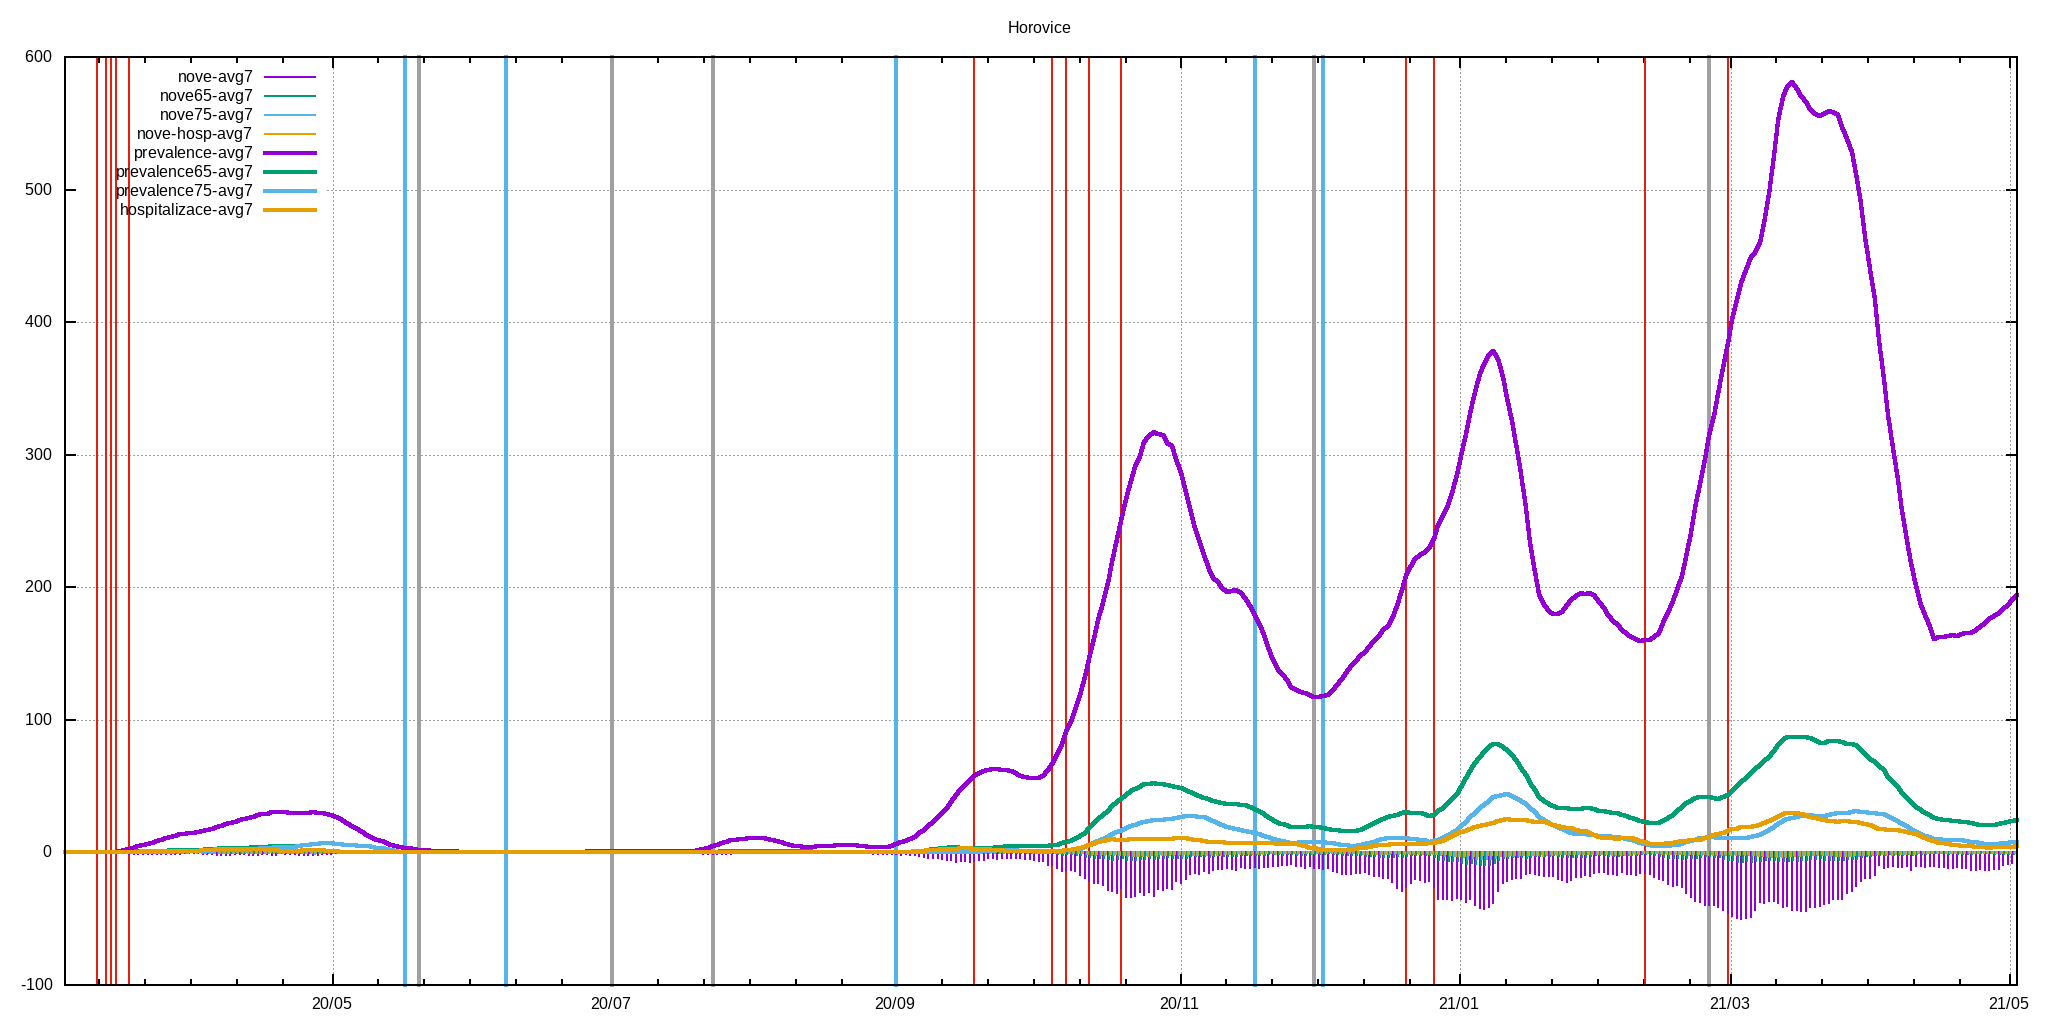 Horovice
600
500
400
300
200
100
0
-100
nove-avg7
nove65-avg7
nove75-avg7
nove-hosp-avg7
prevalence-avg7
prevalence65-avg7
prevalence75-avg7
hospitalizace-avg7
20/05 20/07 20/09 20/11 21/01 21/03 21/05